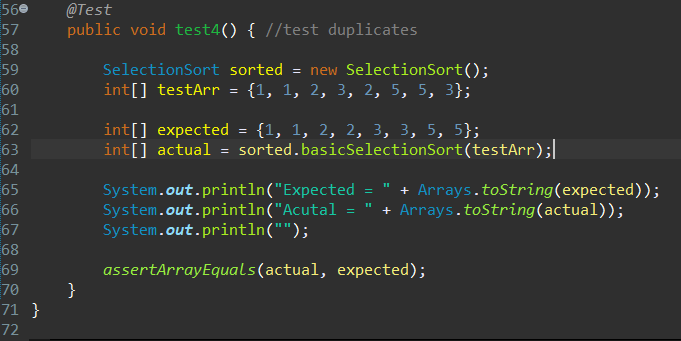 56 @Test
57 public void test4() { //test duplicates
58
59 SelectionSort sorted = new SelectionSort();
60 int[] testArr = {1, 1, 2, 3, 2, 5, 5, 3};
61
62 int[] expected = {1, 1, 2, 2, 3, 3, 5, 5};
63 int[] actual = sorted.basicSelectionSort(testArr);
64
65 System.out.println("Expected = " + Arrays.toString(expected));
66 System.out.println("Acutal = " + Arrays.toString(actual));
67 System.out.println("");
68
69 assertArrayEquals(actual, expected);
70 }
71 }
72